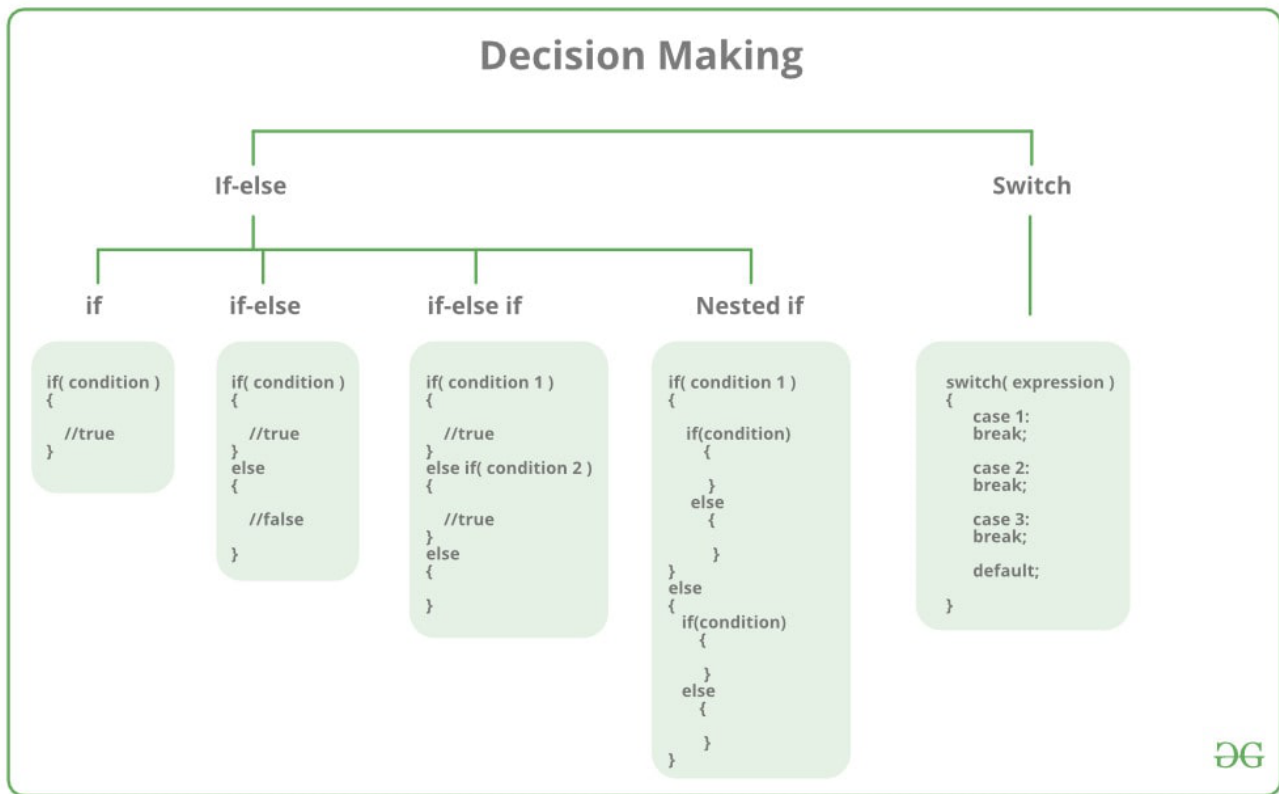 Decision Making
If-else
Switch
if
if-else
if-else if
Nested if
if( condition )
{
//true
}
if( condition )
{
//true
}
else
{
//false
}
if( condition 1 )
{
//true
}
else if( condition 2 )
{
//true
}
else
{
}
if( condition 1 )
{
if(condition)
{
}
else
{
}
}
else
{
if(condition)
{
}
else
{
}
}
switch( expression )
{
case 1:
break;
case 2:
break;
case 3:
break;
default;
}